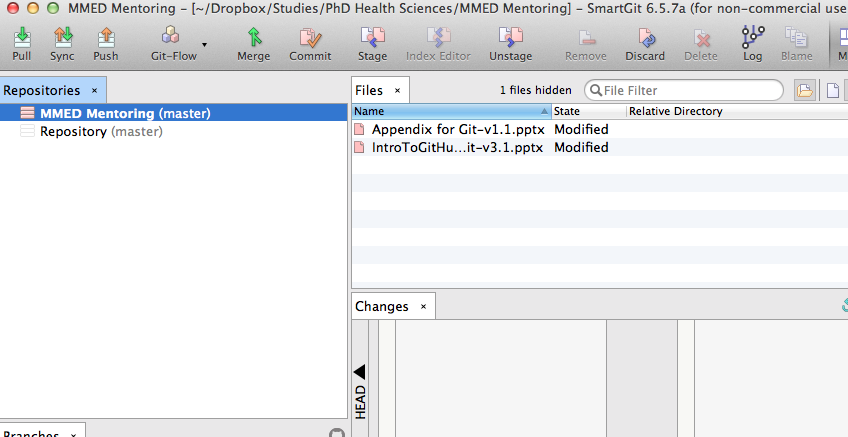 MMED Mentoring – [~/Dropbox/Studies/PhD Health Sciences/MMED Mentoring] – SmartGit 6.5.7a (for non-commercial use
Pull Sync Push Git-Flow Merge Commit Stage Index Editor Unstage Remove Discard Delete Log Blame M
Repositories × Files × 1 files hidden File Filter
Name State Relative Directory
MMED Mentoring (master)
Repository (master)
Appendix for Git-v1.1.pptx Modified
IntroToGitHu...it-v3.1.pptx Modified
Changes ×
HEAD
Branches ×